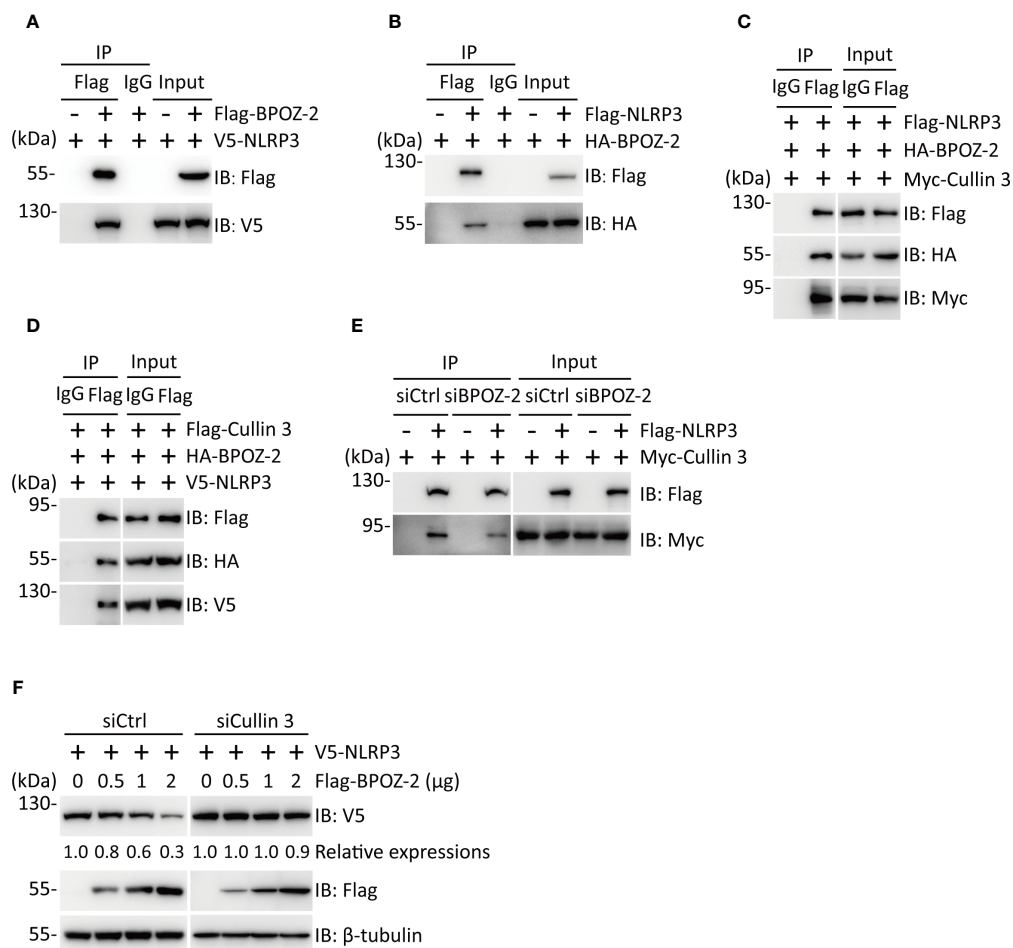 A
IP
Flag IgG Input
- + + - + Flag-BPOZ-2
(kDa) + + + + + V5-NLRP3
55- IB: Flag
130- IB: V5
B
IP
Flag IgG Input
- + + - + Flag-NLRP3
(kDa) + + + + + HA-BPOZ-2
130- IB: Flag
55- IB: HA
C
IP Input
IgG Flag IgG Flag
+ + + + Flag-NLRP3
+ + + + HA-BPOZ-2
(kDa) + + + + Myc-Cullin 3
130- IB: Flag
55- IB: HA
95- IB: Myc
D
IP Input
IgG Flag IgG Flag
+ + + + Flag-Cullin 3
+ + + + HA-BPOZ-2
(kDa) + + + + V5-NLRP3
95- IB: Flag
55- IB: HA
130- IB: V5
E
IP Input
siCtrl siBPOZ-2 siCtrl siBPOZ-2
- + - + - + - + Flag-NLRP3
(kDa) + + + + + + + + Myc-Cullin 3
130- IB: Flag
95- IB: Myc
F
siCtrl siCullin 3
+ + + + + + + + V5-NLRP3
(kDa) 0 0.5 1 2 0 0.5 1 2 Flag-BPOZ-2 (μg)
130- IB: V5
1.0 0.8 0.6 0.3 1.0 1.0 1.0 0.9 Relative expressions
55- IB: Flag
55- IB: β-tubulin